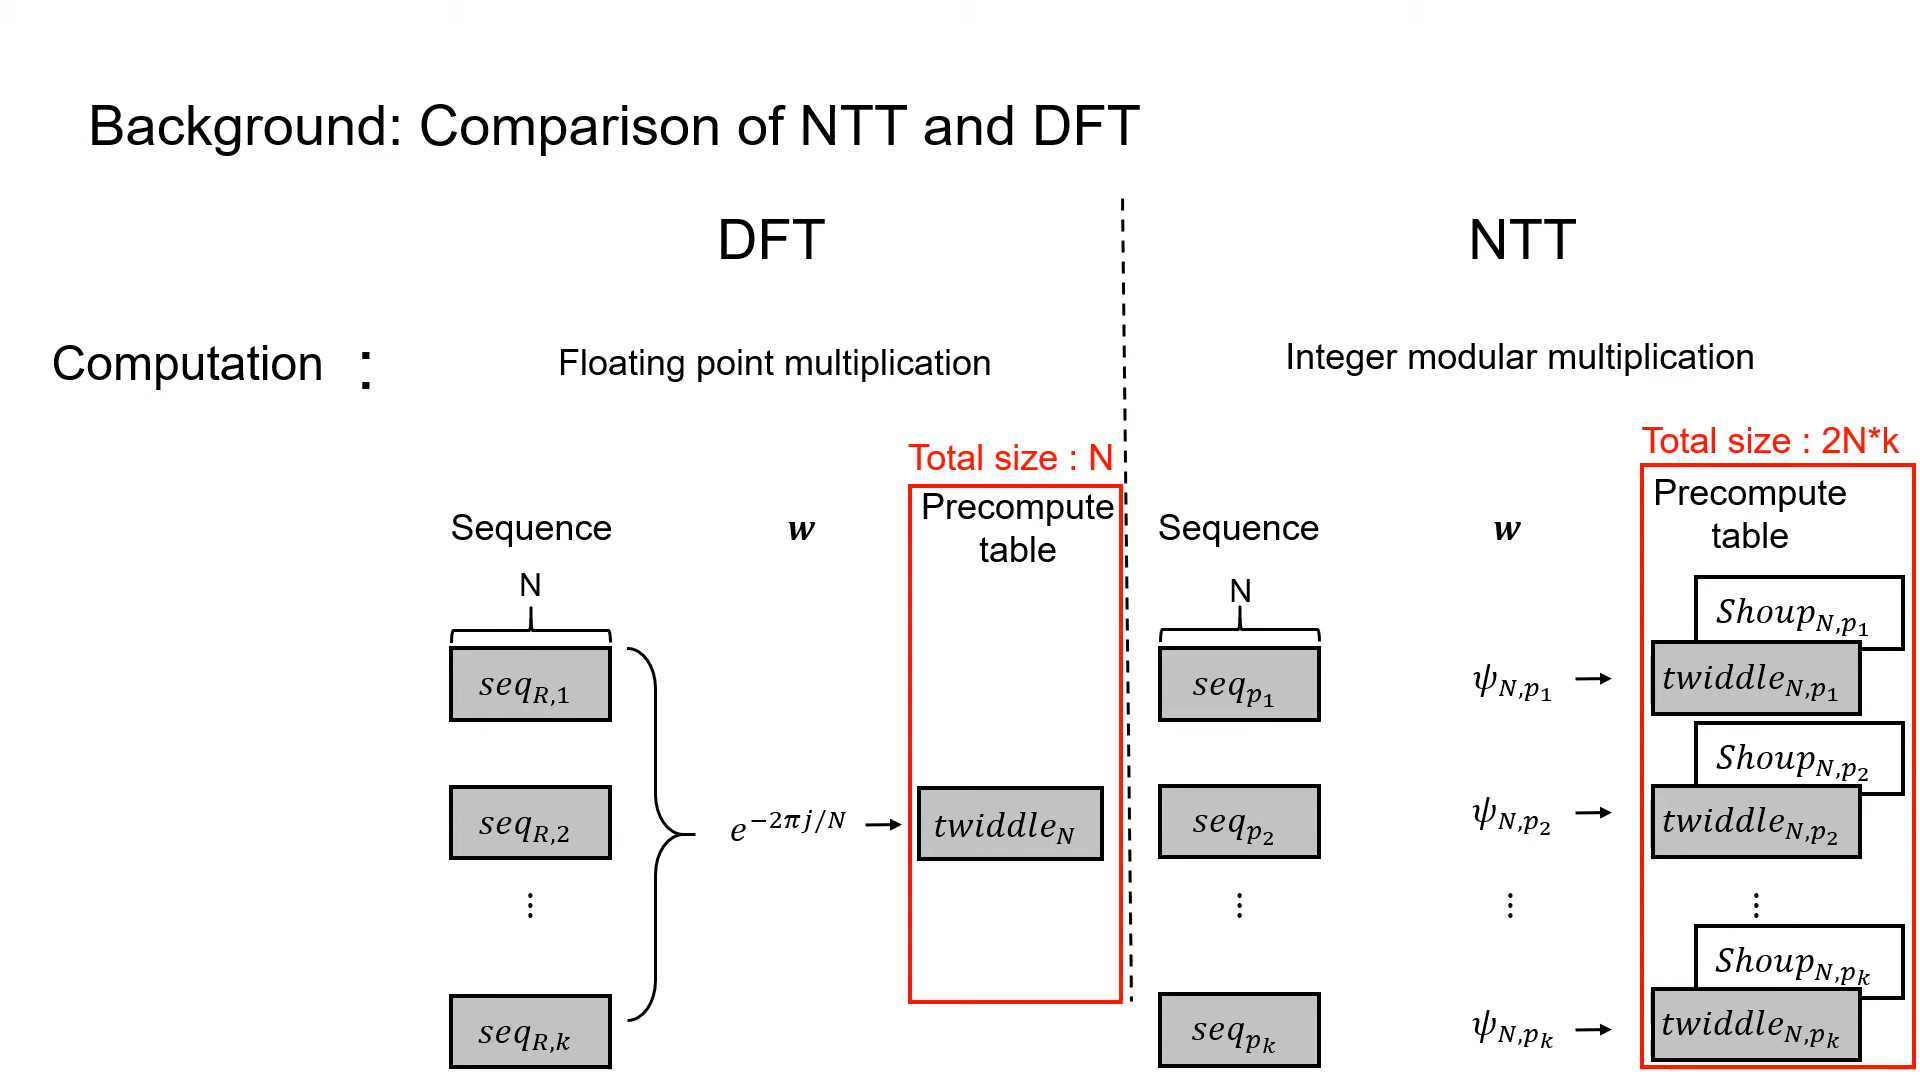 Background: Comparison of NTT and DFT
DFT
NTT
Computation :
Floating point multiplication
Integer modular multiplication
Total size : N
Precompute
table
Sequence
w
N
seq_{R,1}
seq_{R,2}
⋮
seq_{R,k}
e^{-2πj/N} →
twiddle_N
Total size : 2N*k
Precompute
table
Sequence
w
N
Shoup_{N,p_1}
seq_{p_1} ψ_{N,p_1} → twiddle_{N,p_1}
Shoup_{N,p_2}
seq_{p_2} ψ_{N,p_2} → twiddle_{N,p_2}
⋮ ⋮ ⋮
Shoup_{N,p_k}
seq_{p_k} ψ_{N,p_k} → twiddle_{N,p_k}